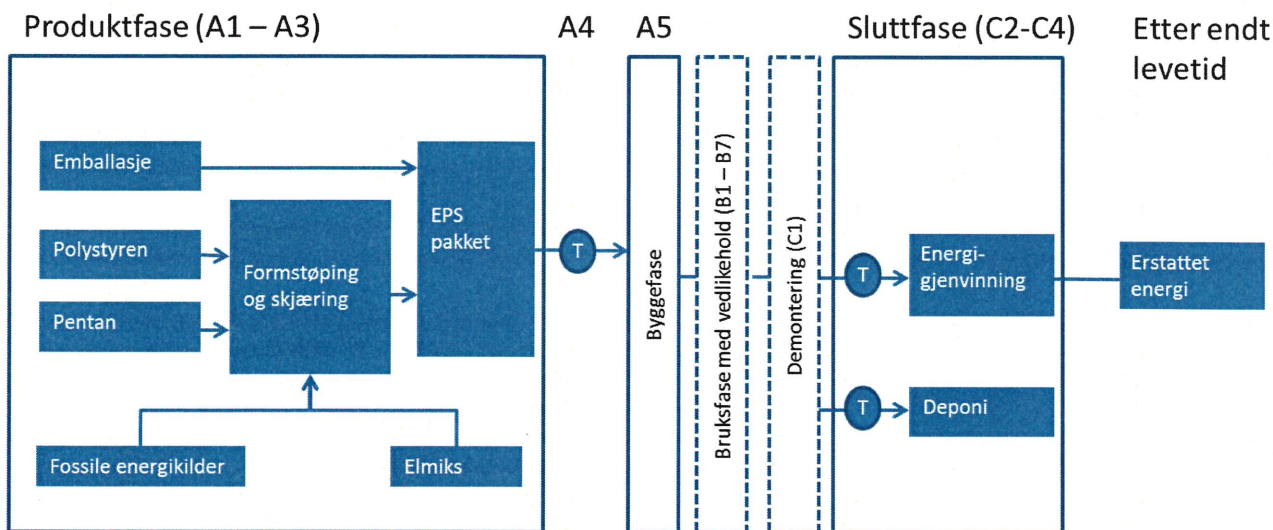 Produktfase (A1 – A3)
A4
A5
Sluttfase (C2-C4)
Etter endt
levetid
Emballasje
Polystyren
Pentan
Formstøping
og skjæring
EPS
pakket
Fossile energikilder
Elmiks
T
Byggefase
Bruksfase med vedlikehold (B1 – B7)
Demontering (C1)
T
Energi-
gjenvinning
Erstattet
energi
T
Deponi